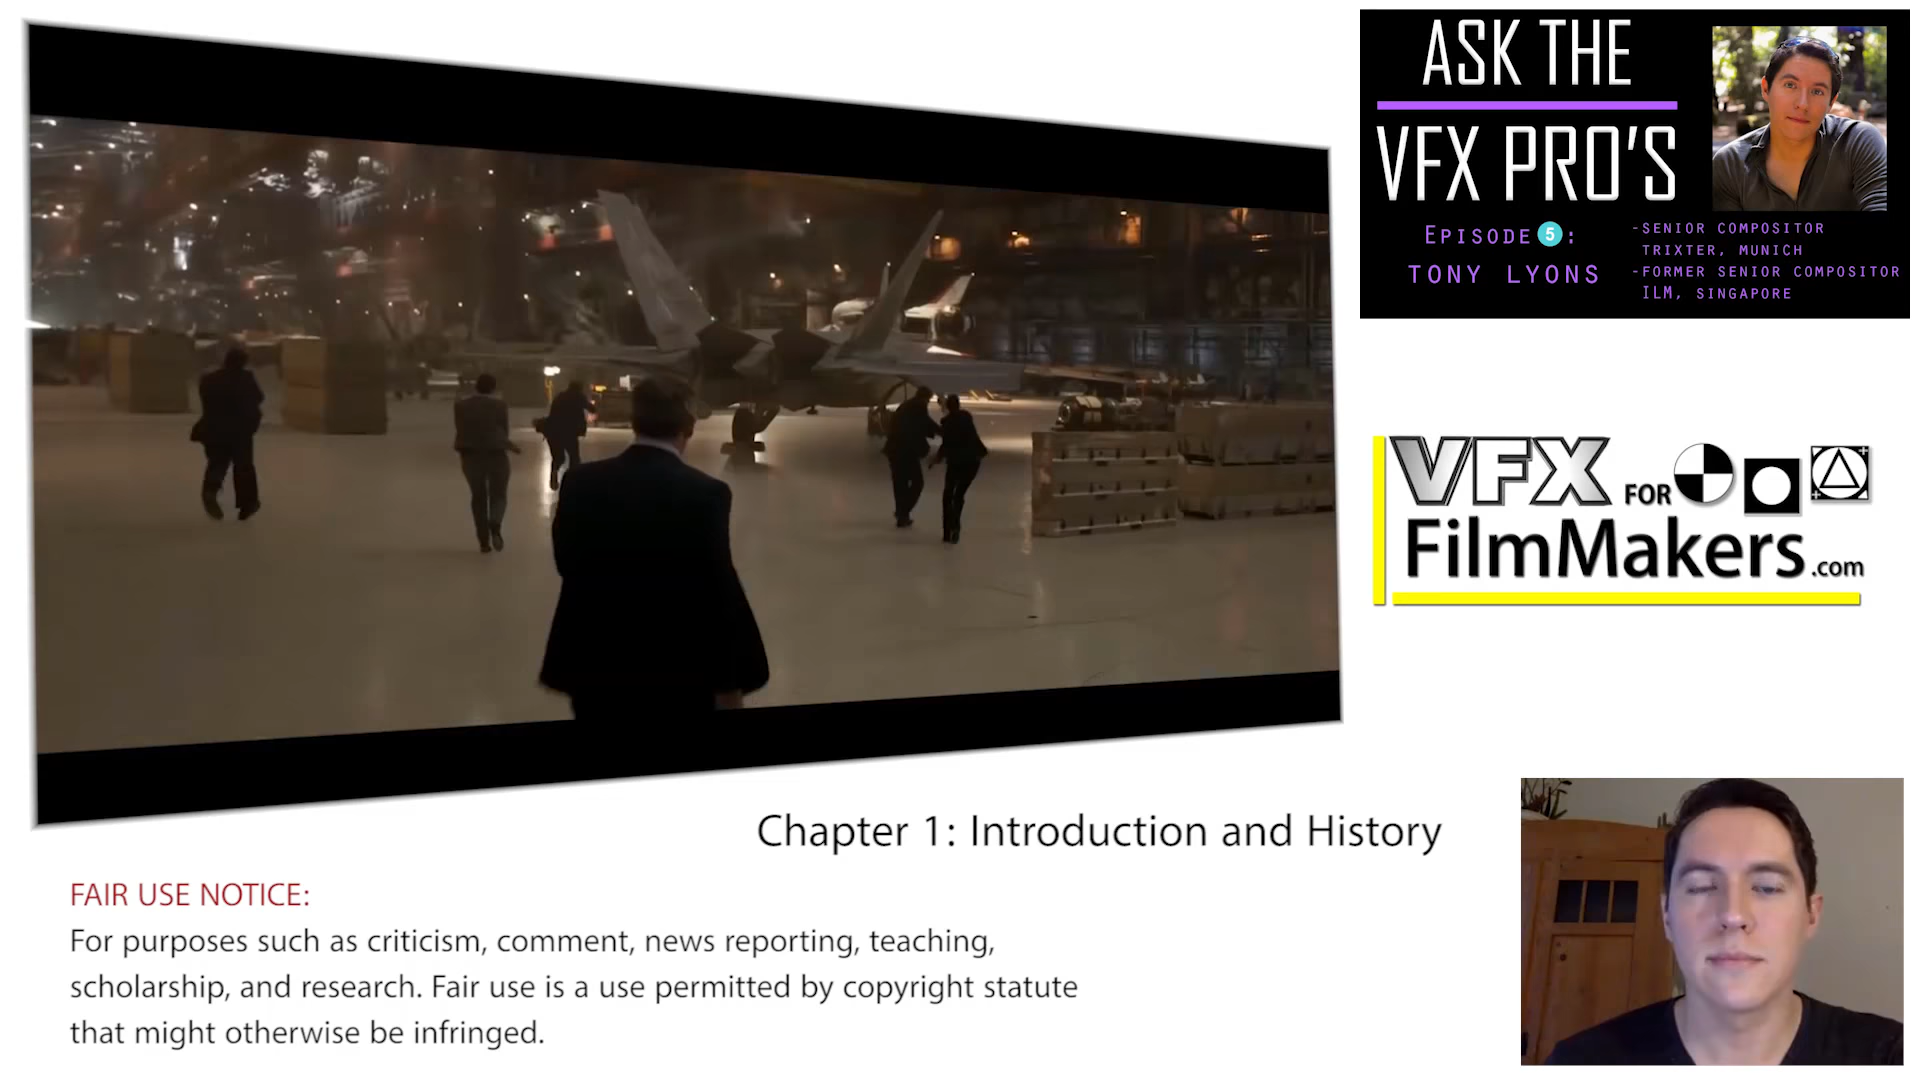 ASK THE
VFX PRO'S
EPISODE 5:
TONY LYONS
-SENIOR COMPOSITOR
TRIXTER, MUNICH
-FORMER SENIOR COMPOSITOR
ILM, SINGAPORE
VFX FOR
FilmMakers.com
Chapter 1: Introduction and History
FAIR USE NOTICE:
For purposes such as criticism, comment, news reporting, teaching,
scholarship, and research. Fair use is a use permitted by copyright statute
that might otherwise be infringed.